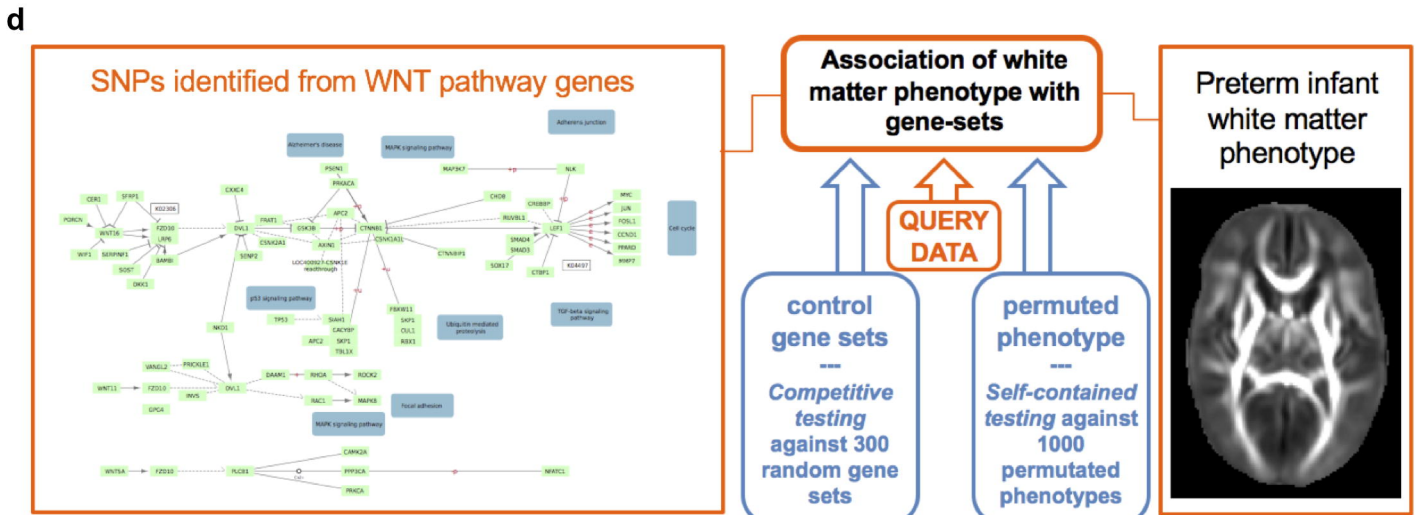 d
SNPs identified from WNT pathway genes
Adherens junction
Alzheimer's disease
MAPK signaling pathway
PSEN1
MAP3K7
NLK
PRKACA
CER1
SFRP1
CXXC4
CHD8
CREBBP
MYC
K02306
APC2
JUN
PORCN
FRAT1
RUVBL1
FOSL1
WNT16
FZD10
DVL1
GSK3B
CTNNB1
LEF1
CCND1
Cell cycle
LRP6
CSNK2A1
AXIN1
CSNK1A1L
SMAD4
PPARD
WIF1
SERPINF1
BAMBI
SENP2
CTNNBIP1
SMAD3
MMP7
SOST
LOC400927-CSNK1E
readthrough
SOX17
K04497
DKK1
CTBP1
p53 signaling pathway
FBXW11
TP53
SIAH1
SKP1
TGF-beta signaling
pathway
NKD1
CACYBP
CUL1
Ubiquitin mediated
proteolysis
APC2
SKP1
RBX1
TBL1X
VANGL2
PRICKLE1
DAAM1
RHOA
ROCK2
WNT11
FZD10
DVL1
INVS
RAC1
MAPK8
Focal adhesion
GPC4
MAPK signaling pathway
CAMK2A
WNT5A
FZD10
PLCB1
PPP3CA
NFATC1
PRKCA
Association of white
matter phenotype with
gene-sets
QUERY
DATA
control
gene sets
---
Competitive
testing
against 300
random gene
sets
permuted
phenotype
---
Self-contained
testing against
1000
permutated
phenotypes
Preterm infant
white matter
phenotype